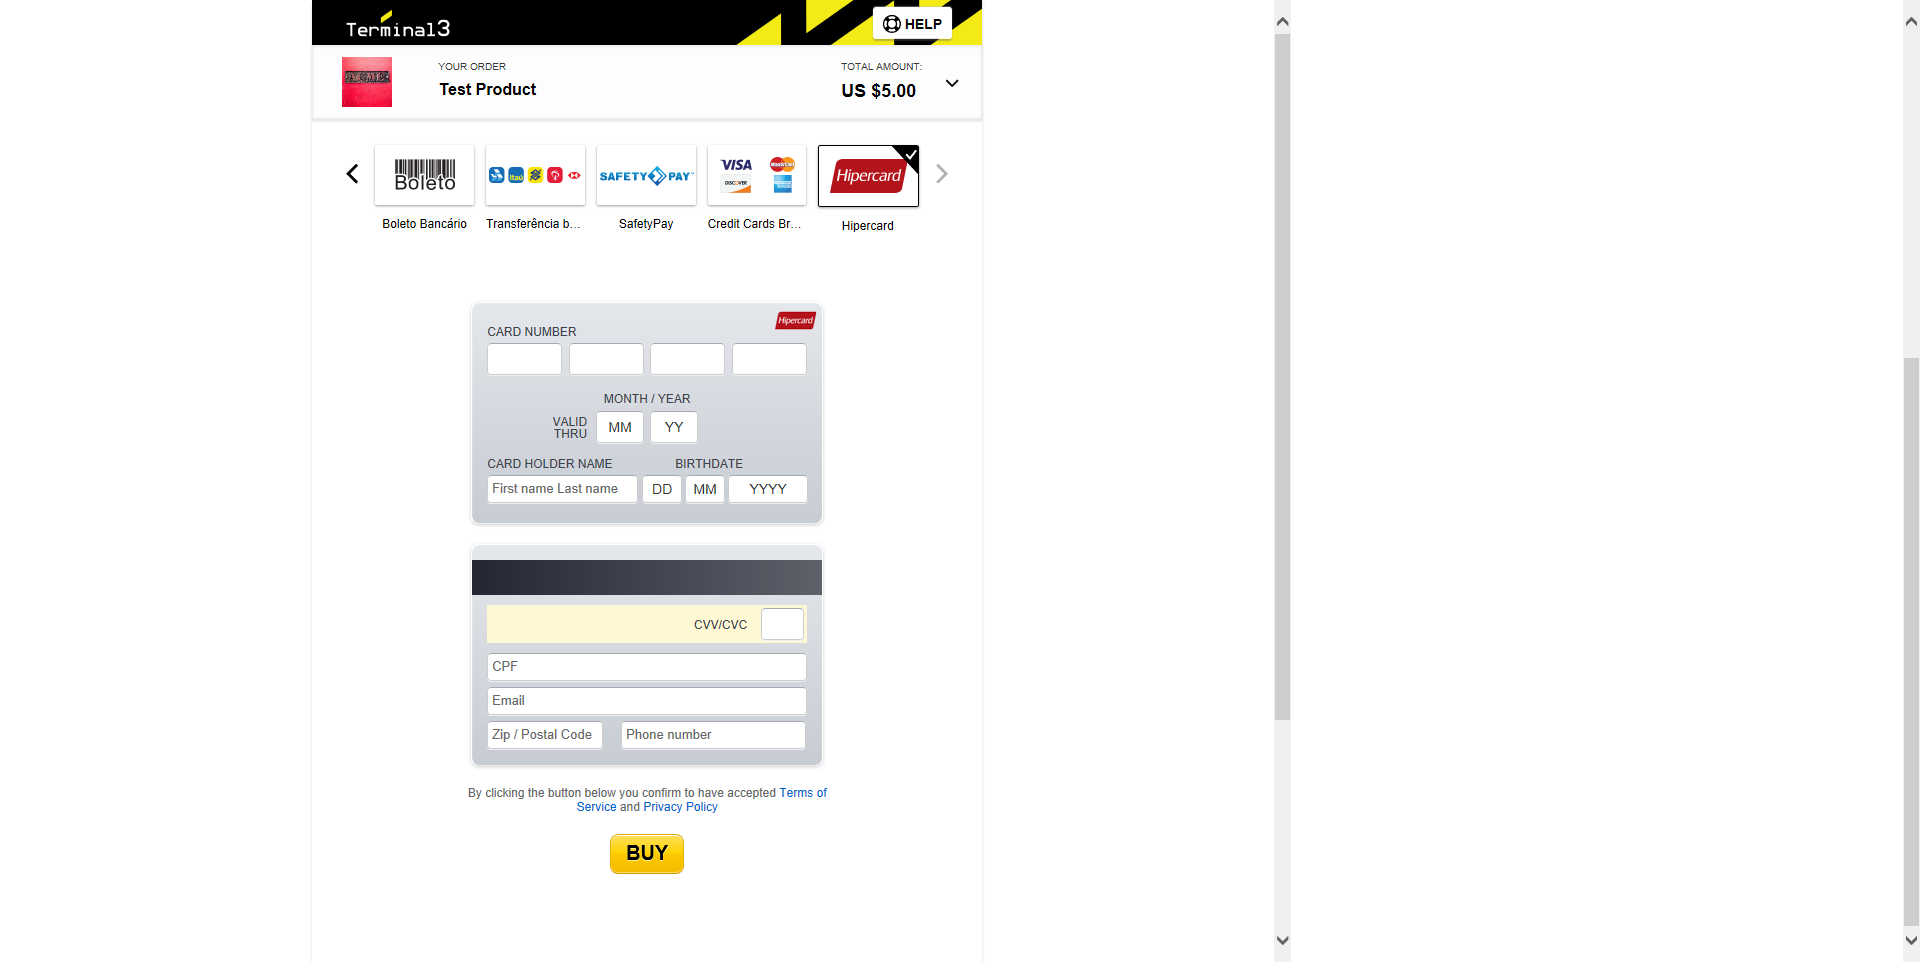 Terminal3
HELP
YOUR ORDER
Test Product
TOTAL AMOUNT:
US $5.00
Boleto
Itaú
SAFETY PAY
VISA
MasterCard
DISCOVER
Hipercard
Boleto Bancário
Transferência b...
SafetyPay
Credit Cards Br...
Hipercard
Hipercard
CARD NUMBER
MONTH / YEAR
VALID
THRU
MM
YY
CARD HOLDER NAME
BIRTHDATE
First name Last name
DD
MM
YYYY
CVV/CVC
CPF
Email
Zip / Postal Code
Phone number
By clicking the button below you confirm to have accepted Terms of
Service and Privacy Policy
BUY